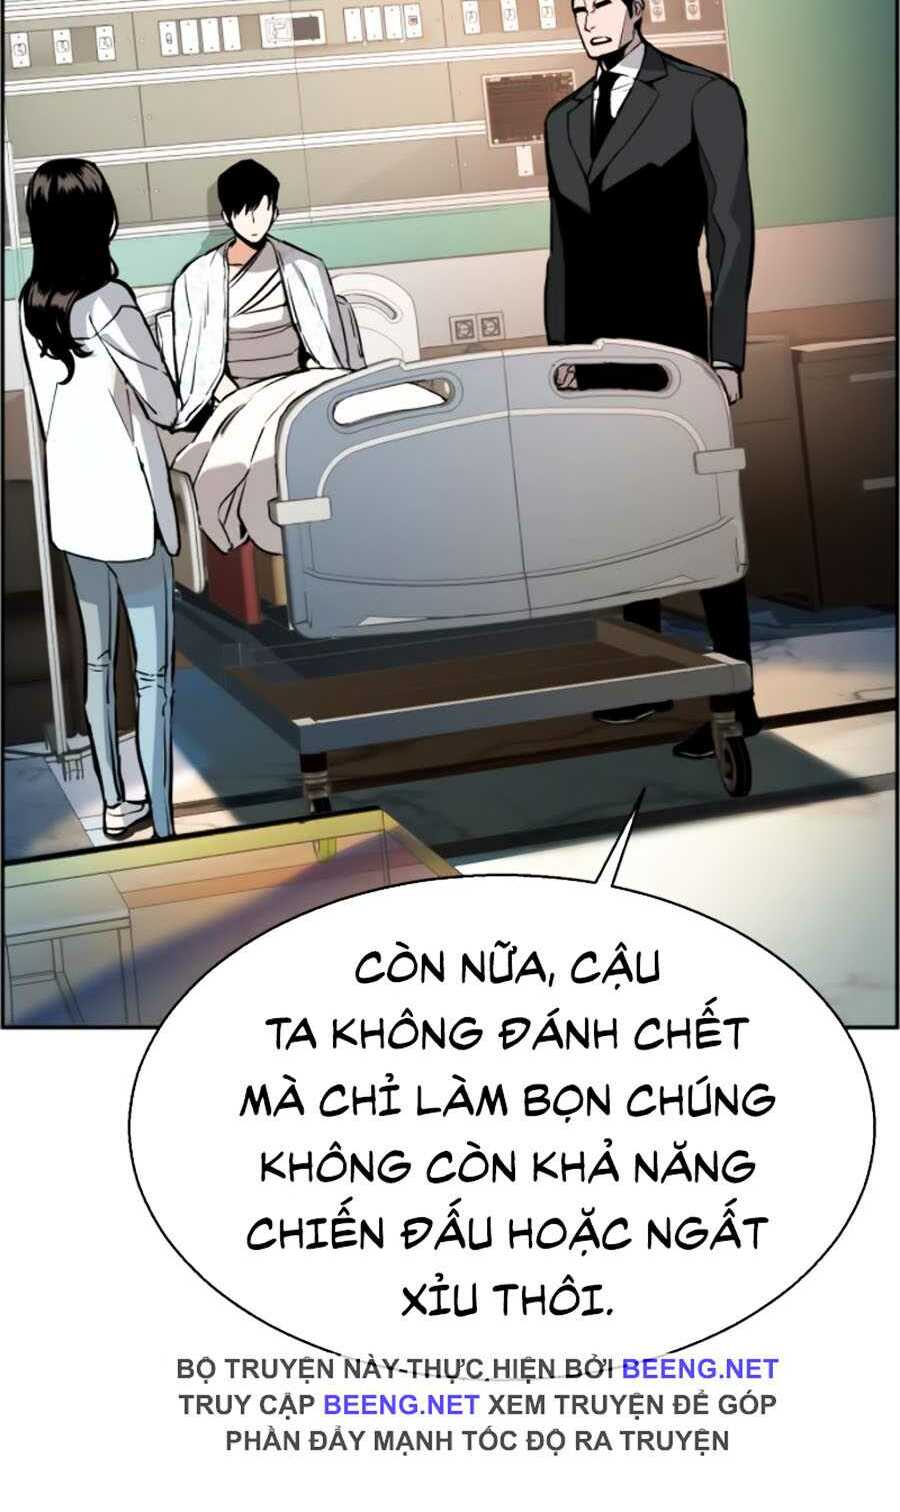 CÒN NỮA, CẬU
TA KHÔNG ĐÁNH CHẾT
MÀ CHỈ LÀM BỌN CHÚNG
KHÔNG CÒN KHẢ NĂNG
CHIẾN ĐẤU HOẶC NGẤT
XỈU THÔI.
BỘ TRUYỆN NÀY-THỰC HIỆN BỞI BEENG.NET
TRUY CẬP BEENG.NET XEM TRUYỆN ĐỂ GÓP
PHẦN ĐẨY MẠNH TỐC ĐỘ RA TRUYỆN